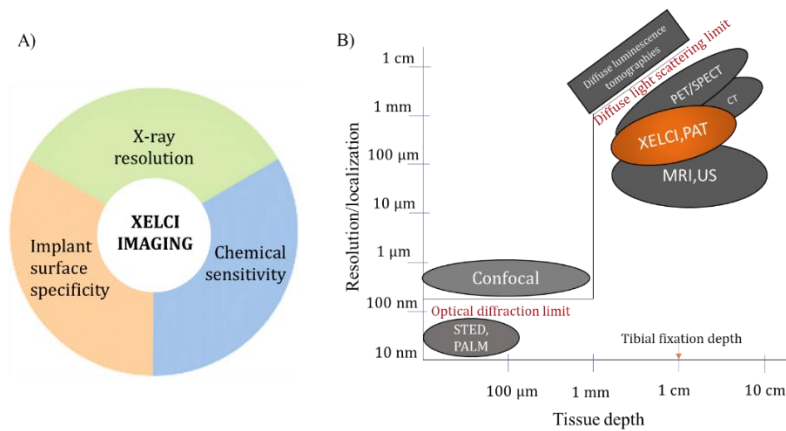 A)
X-ray
resolution
XELCI
IMAGING
Implant
surface
specificity
Chemical
sensitivity
B)
Resolution/localization
1 cm
1 mm
100 µm
10 µm
1 µm
100 nm
10 nm
Diffuse luminescence
tomographies
Diffuse light scattering limit
PET/SPECT
CT
XELCI,PAT
MRI,US
Confocal
Optical diffraction limit
STED,
PALM
Tibial fixation depth
100 µm
1 mm
1 cm
10 cm
Tissue depth